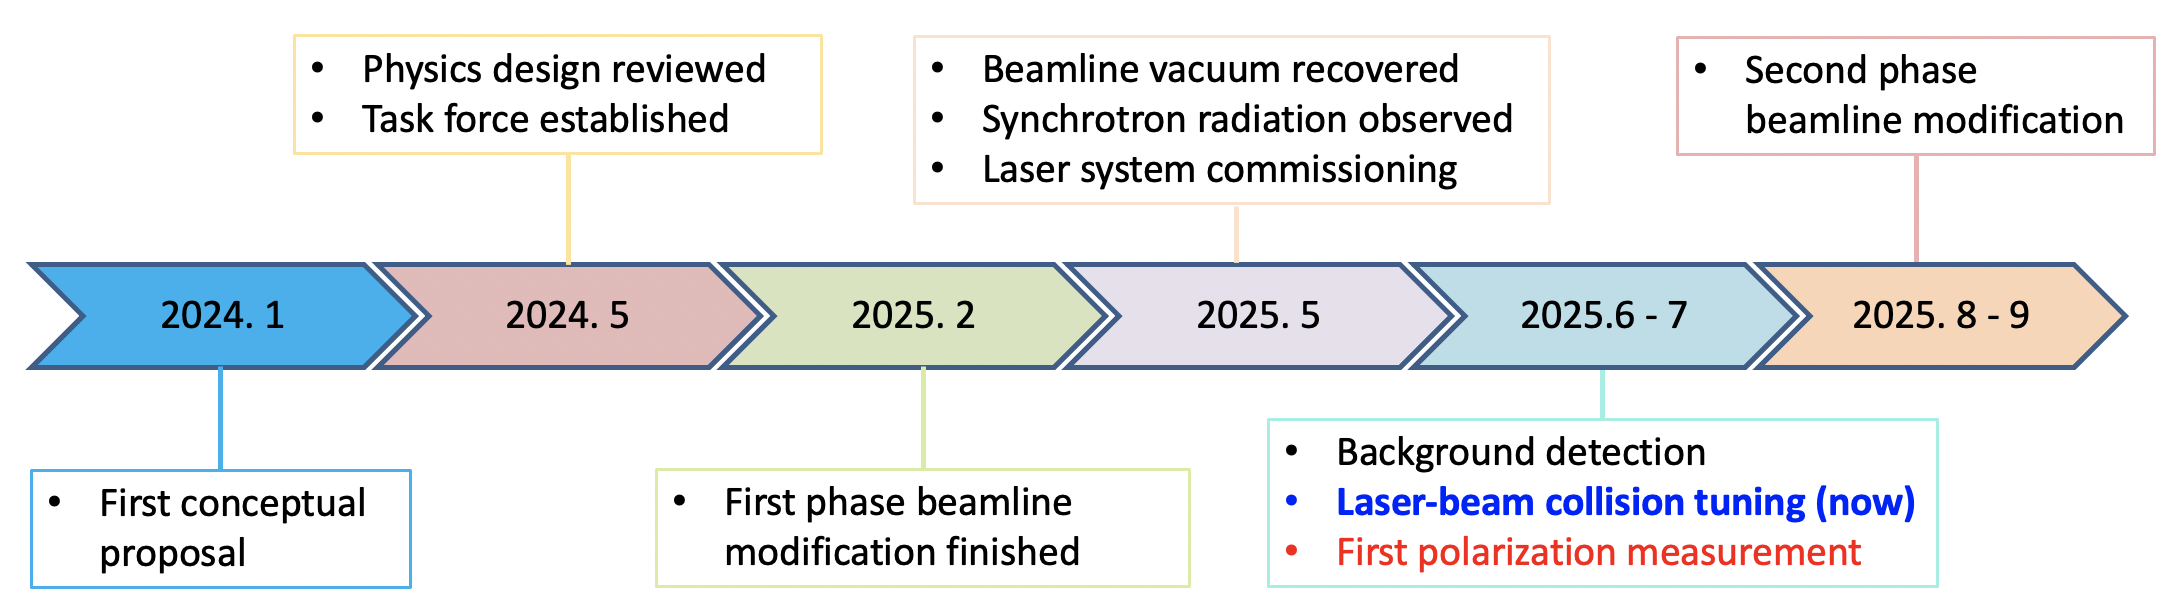 • Physics design reviewed
• Task force established
• Beamline vacuum recovered
• Synchrotron radiation observed
• Laser system commissioning
• Second phase
beamline modification
2024. 1
2024. 5
2025. 2
2025. 5
2025.6 - 7
2025. 8 - 9
• First conceptual
proposal
• First phase beamline
modification finished
• Background detection
• Laser-beam collision tuning (now)
• First polarization measurement